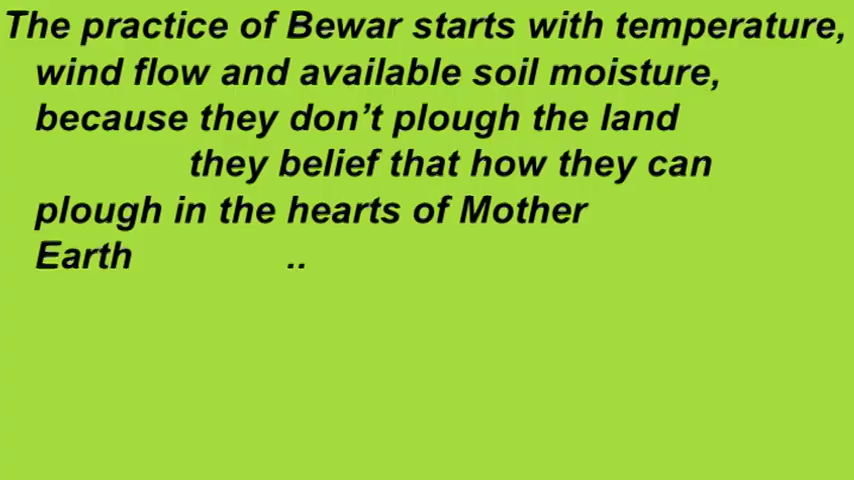 The practice of Bewar starts with temperature,
wind flow and available soil moisture,
because they don’t plough the land
they belief that how they can
plough in the hearts of Mother
Earth ..